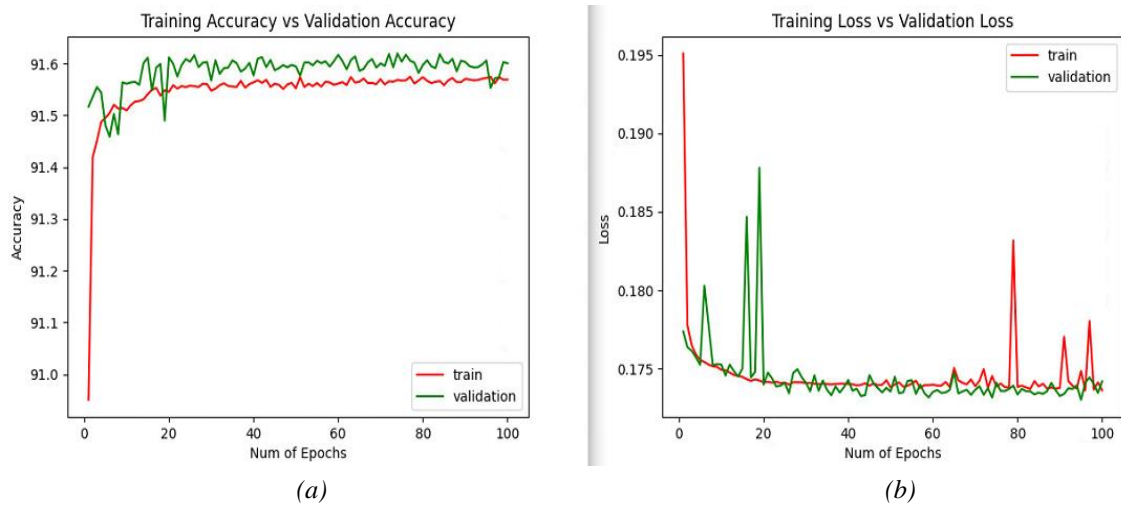 Training Accuracy vs Validation Accuracy
91.6
91.5
91.4
91.3
91.2
91.1
91.0
Accuracy
train
validation
0
20
40
60
80
100
Num of Epochs
(a)
Training Loss vs Validation Loss
0.195
0.190
0.185
0.180
0.175
Loss
train
validation
0
20
40
60
80
100
Num of Epochs
(b)